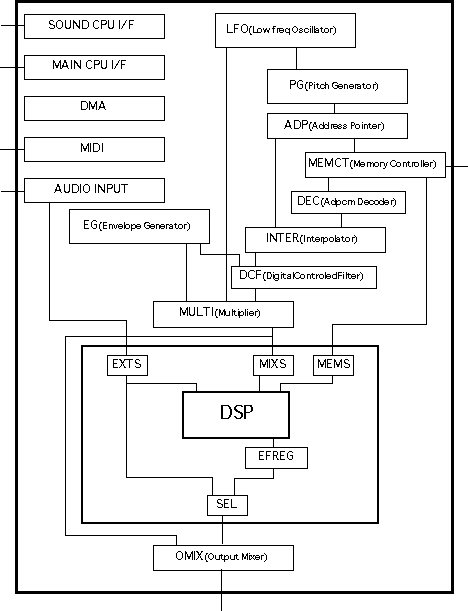 SOUND CPU I/F
LFO(Low freq Oscillator)
MAIN CPU I/F
PG(Pitch Generator)
DMA
ADP(Address Pointer)
MIDI
MEMCT(Memory Controller)
AUDIO INPUT
DEC(Adpcm Decoder)
EG(Envelope Generator)
INTER(Interpolator)
DCF(DigitalControledFilter)
MULTI(Multiplier)
EXTS
MIXS
MEMS
DSP
EFREG
SEL
OMIX(Output Mixer)